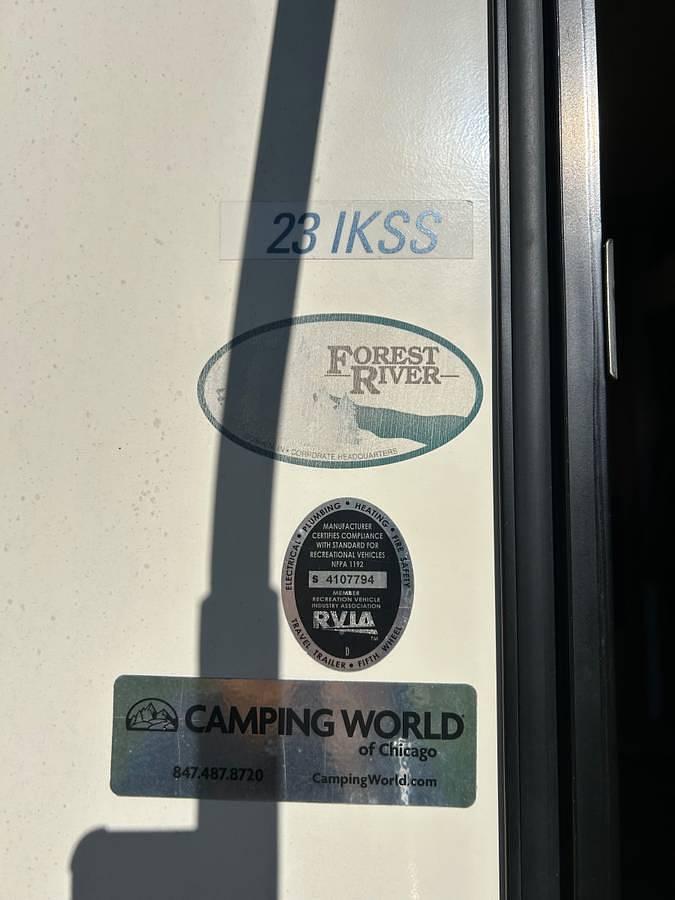 23 IKSS
FOREST
RIVER
• CORPORATE HEADQUARTERS
ELECTRICAL • PLUMBING • HEATING • FIRE SAFETY
MANUFACTURER
CERTIFIES COMPLIANCE
WITH STANDARD FOR
RECREATIONAL VEHICLES
NFPA 1192
S 4107794
MEMBER
RECREATION VEHICLE
INDUSTRY ASSOCIATION
RVIA
TM
D
TRAVEL TRAILER • FIFTH WHEEL
CAMPING WORLD
of Chicago
847.487.8720 CampingWorld.com